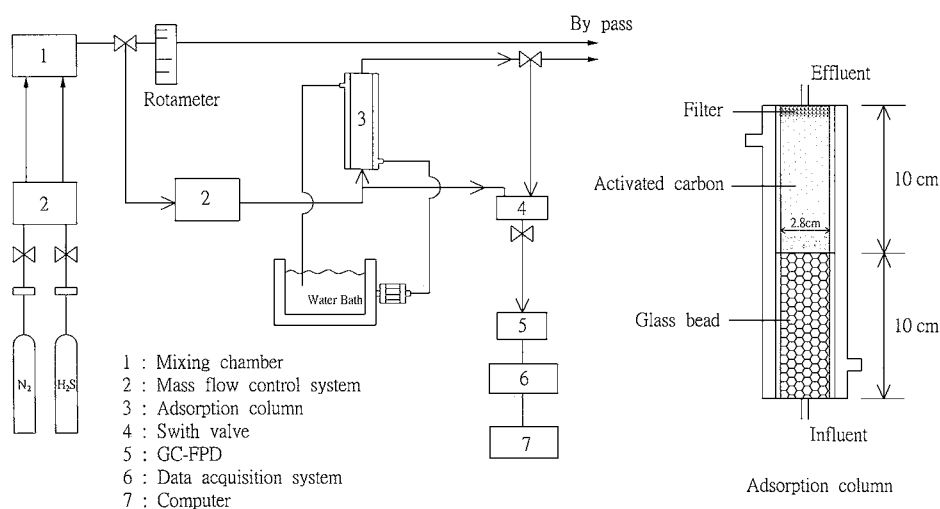 By pass
1
Rotameter
3
2
2
4
Water Bath
5
6
7
N₂
H₂S
1 : Mixing chamber
2 : Mass flow control system
3 : Adsorption column
4 : Swith valve
5 : GC-FPD
6 : Data acquisition system
7 : Computer
Effluent
Filter
Activated carbon
10 cm
2.8cm
Glass bead
10 cm
Influent
Adsorption column